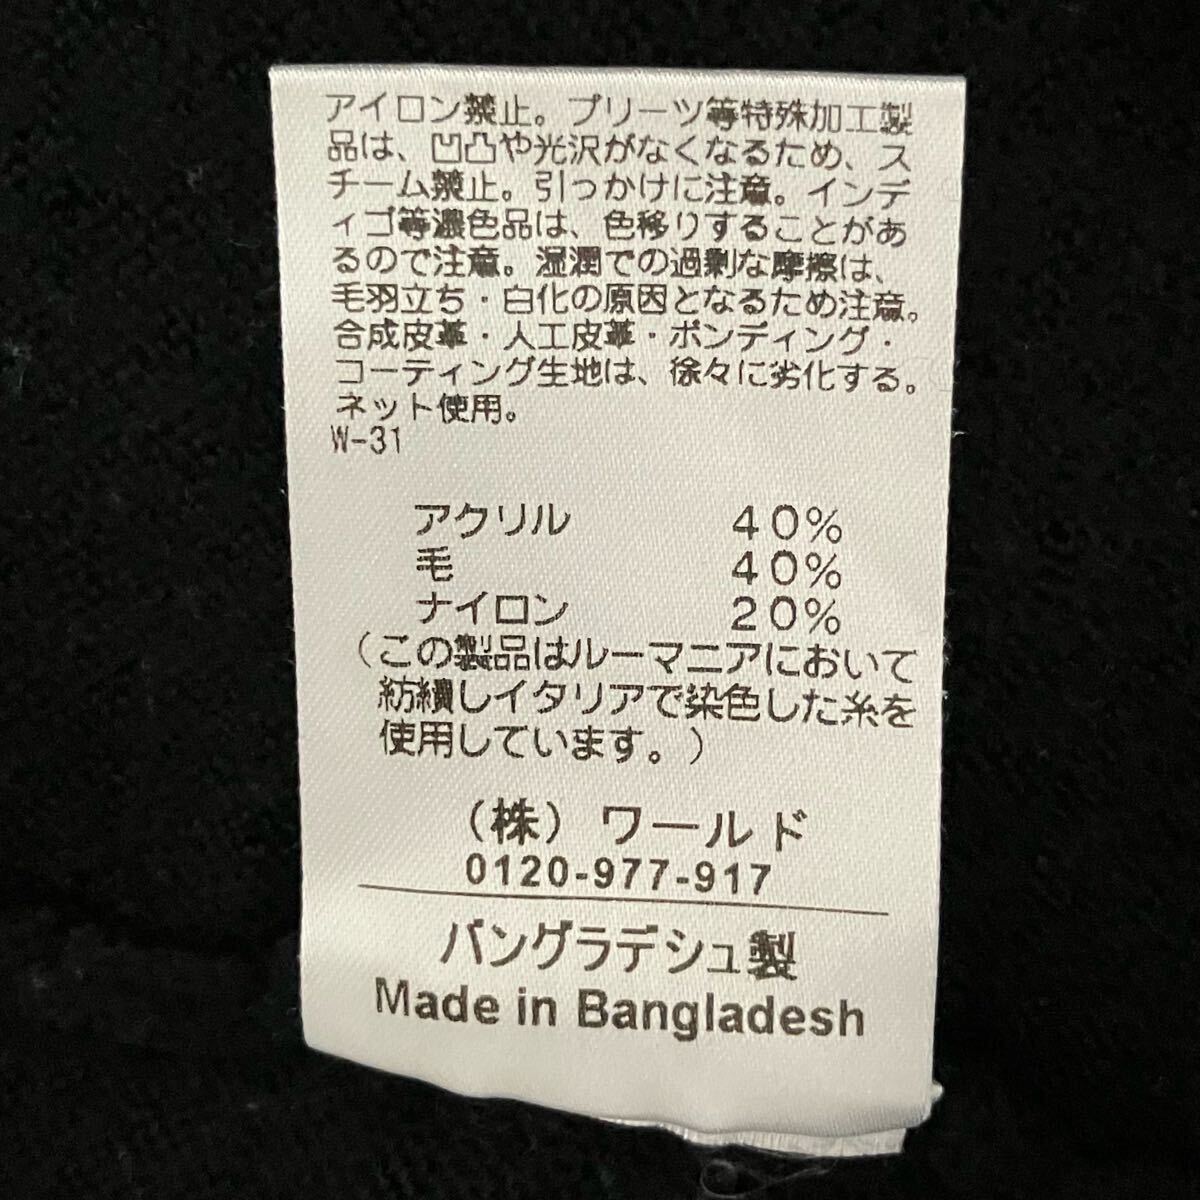 アイロン禁止。プリーツ等特殊加工製
品は、凹凸や光沢がなくなるため、ス
チーム禁止。引っかけに注意。インデ
ィゴ等濃色品は、色移りすることがあ
るので注意。湿潤での過剰な摩擦は、
毛羽立ち・白化の原因となるため注意。
合成皮革・人工皮革・ボンディング・
コーティング生地は、徐々に劣化する。
ネット使用。
W-31
アクリル 40%
毛 40%
ナイロン 20%
（この製品はルーマニアにおいて
紡績しイタリアで染色した糸を
使用しています。）
（株）ワールド
0120-977-917
バングラデシュ製
Made in Bangladesh